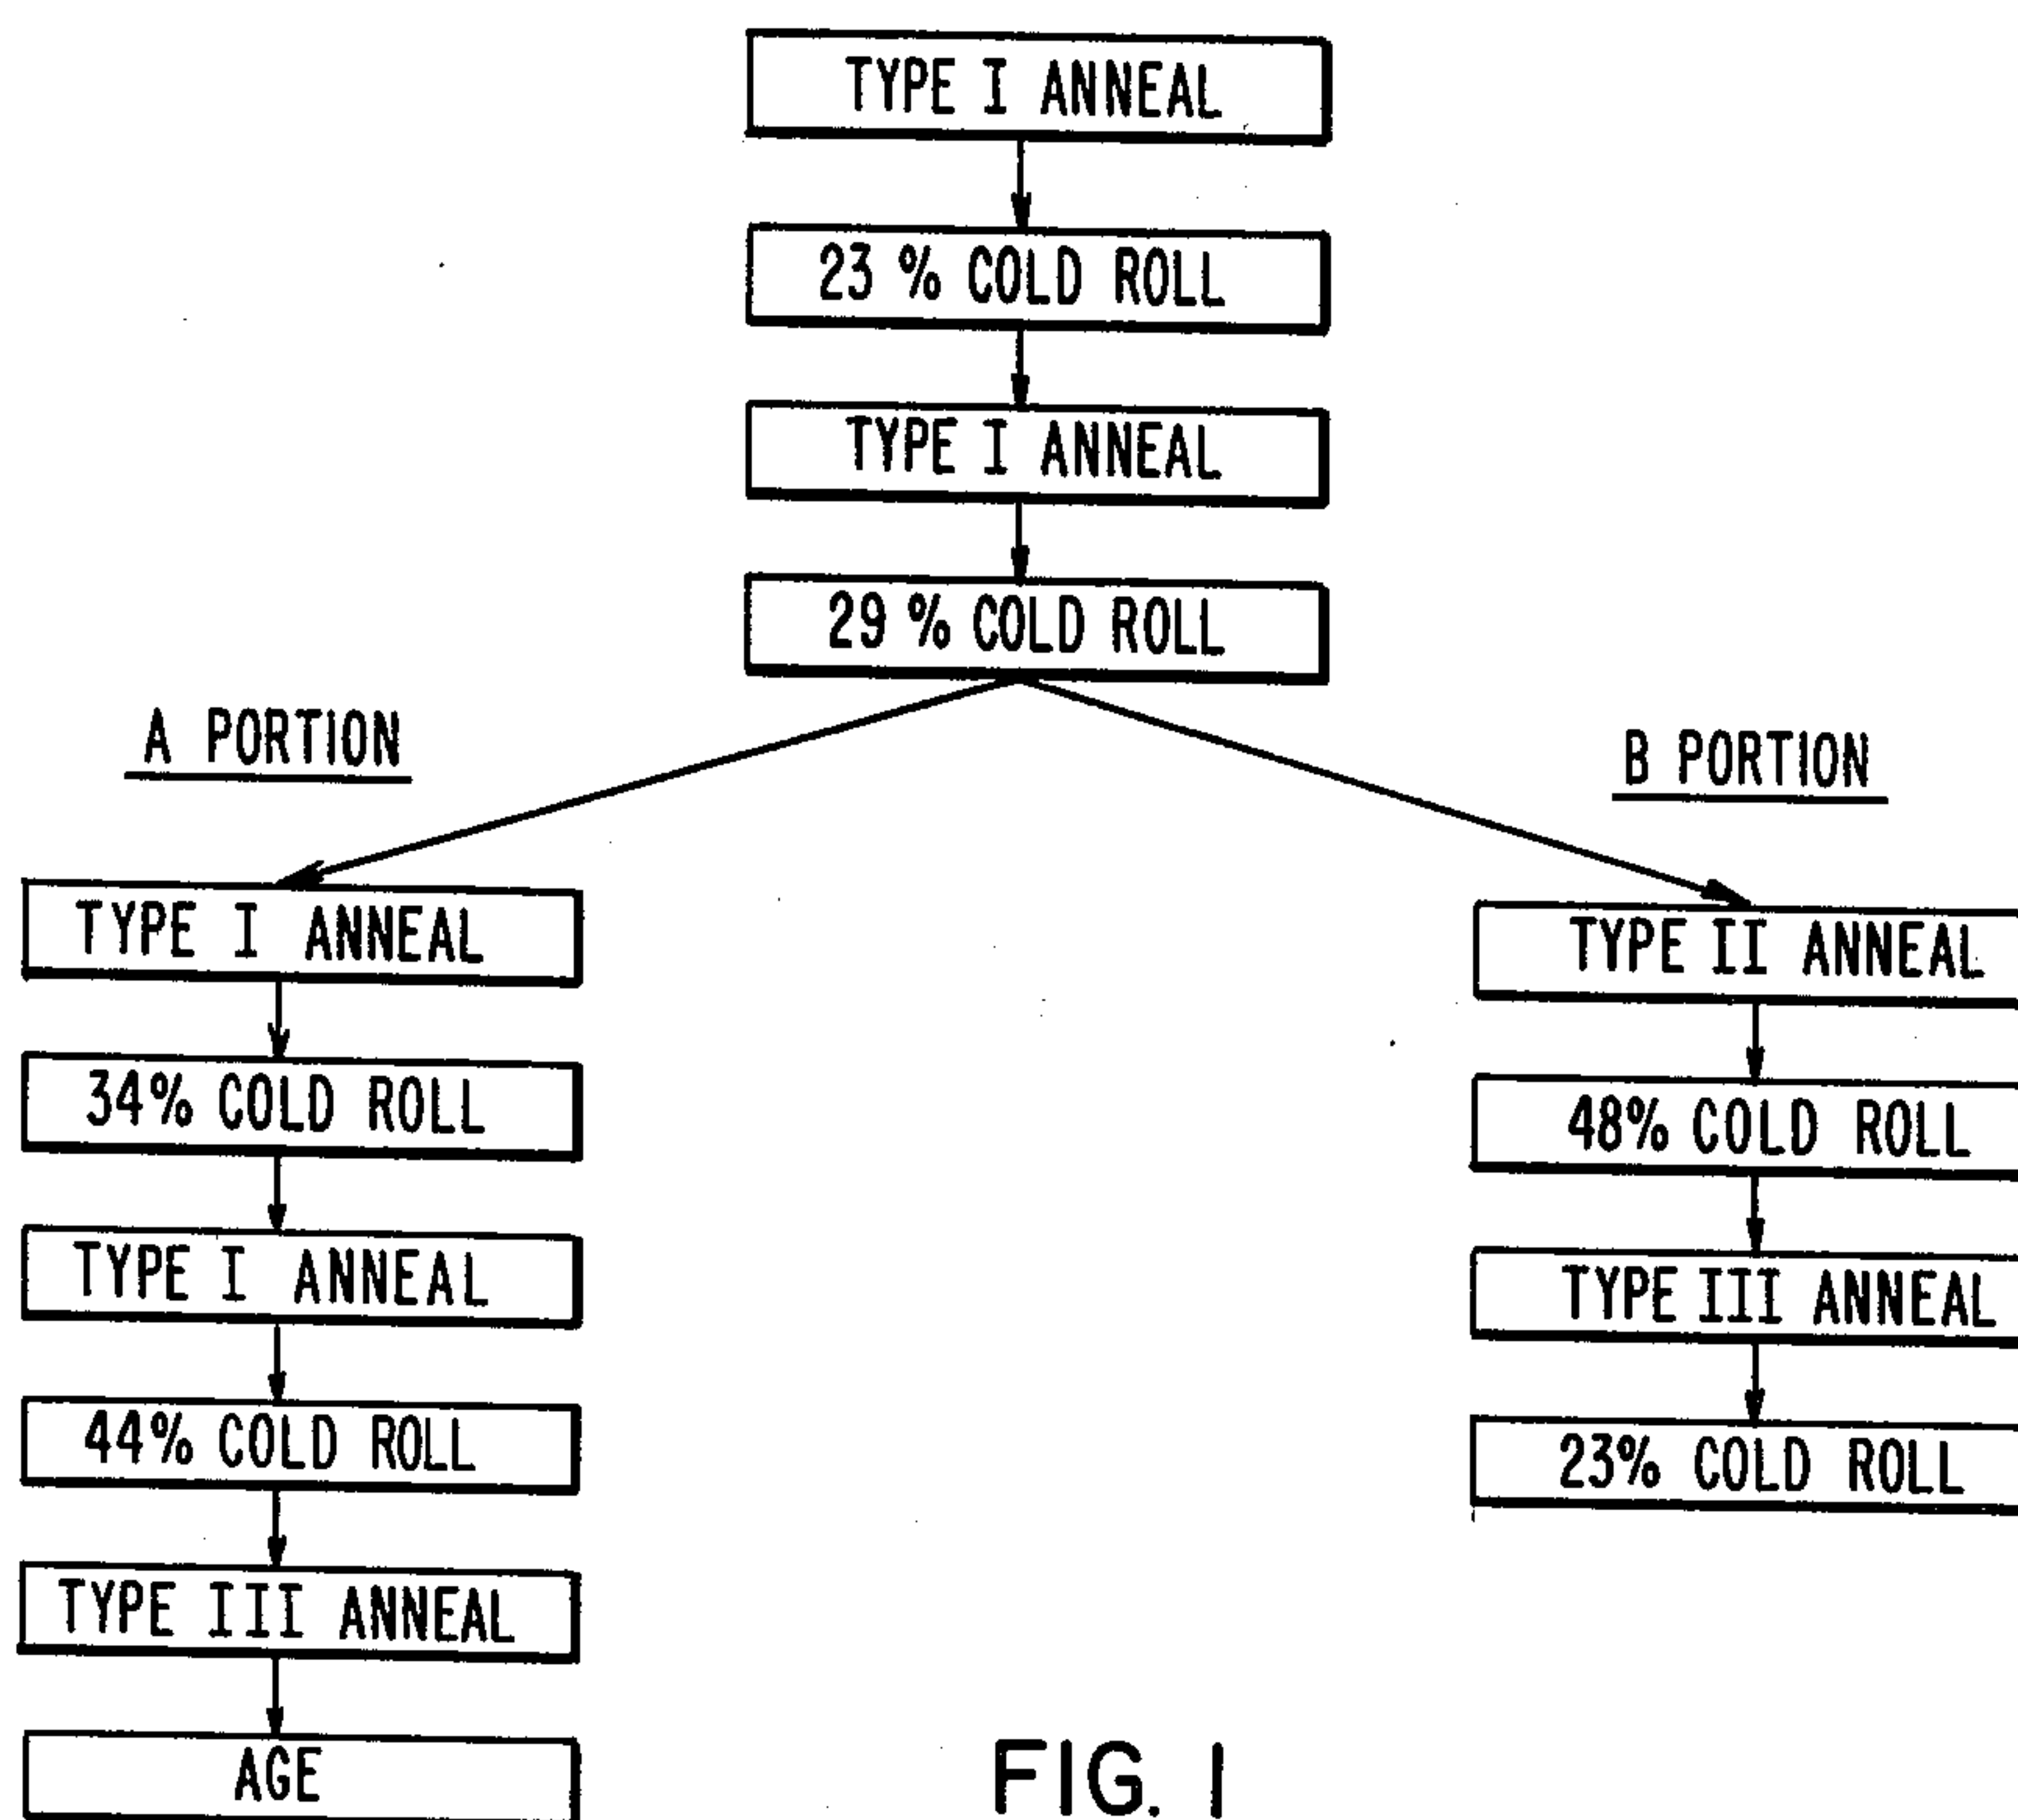 TYPE I ANNEAL
23 % COLD ROLL
TYPE I ANNEAL
29 % COLD ROLL
A PORTION
TYPE I ANNEAL
34% COLD ROLL
TYPE I ANNEAL
44% COLD ROLL
TYPE III ANNEAL
AGE
B PORTION
TYPE II ANNEAL
48% COLD ROLL
TYPE III ANNEAL
23% COLD ROLL
FIG. 1